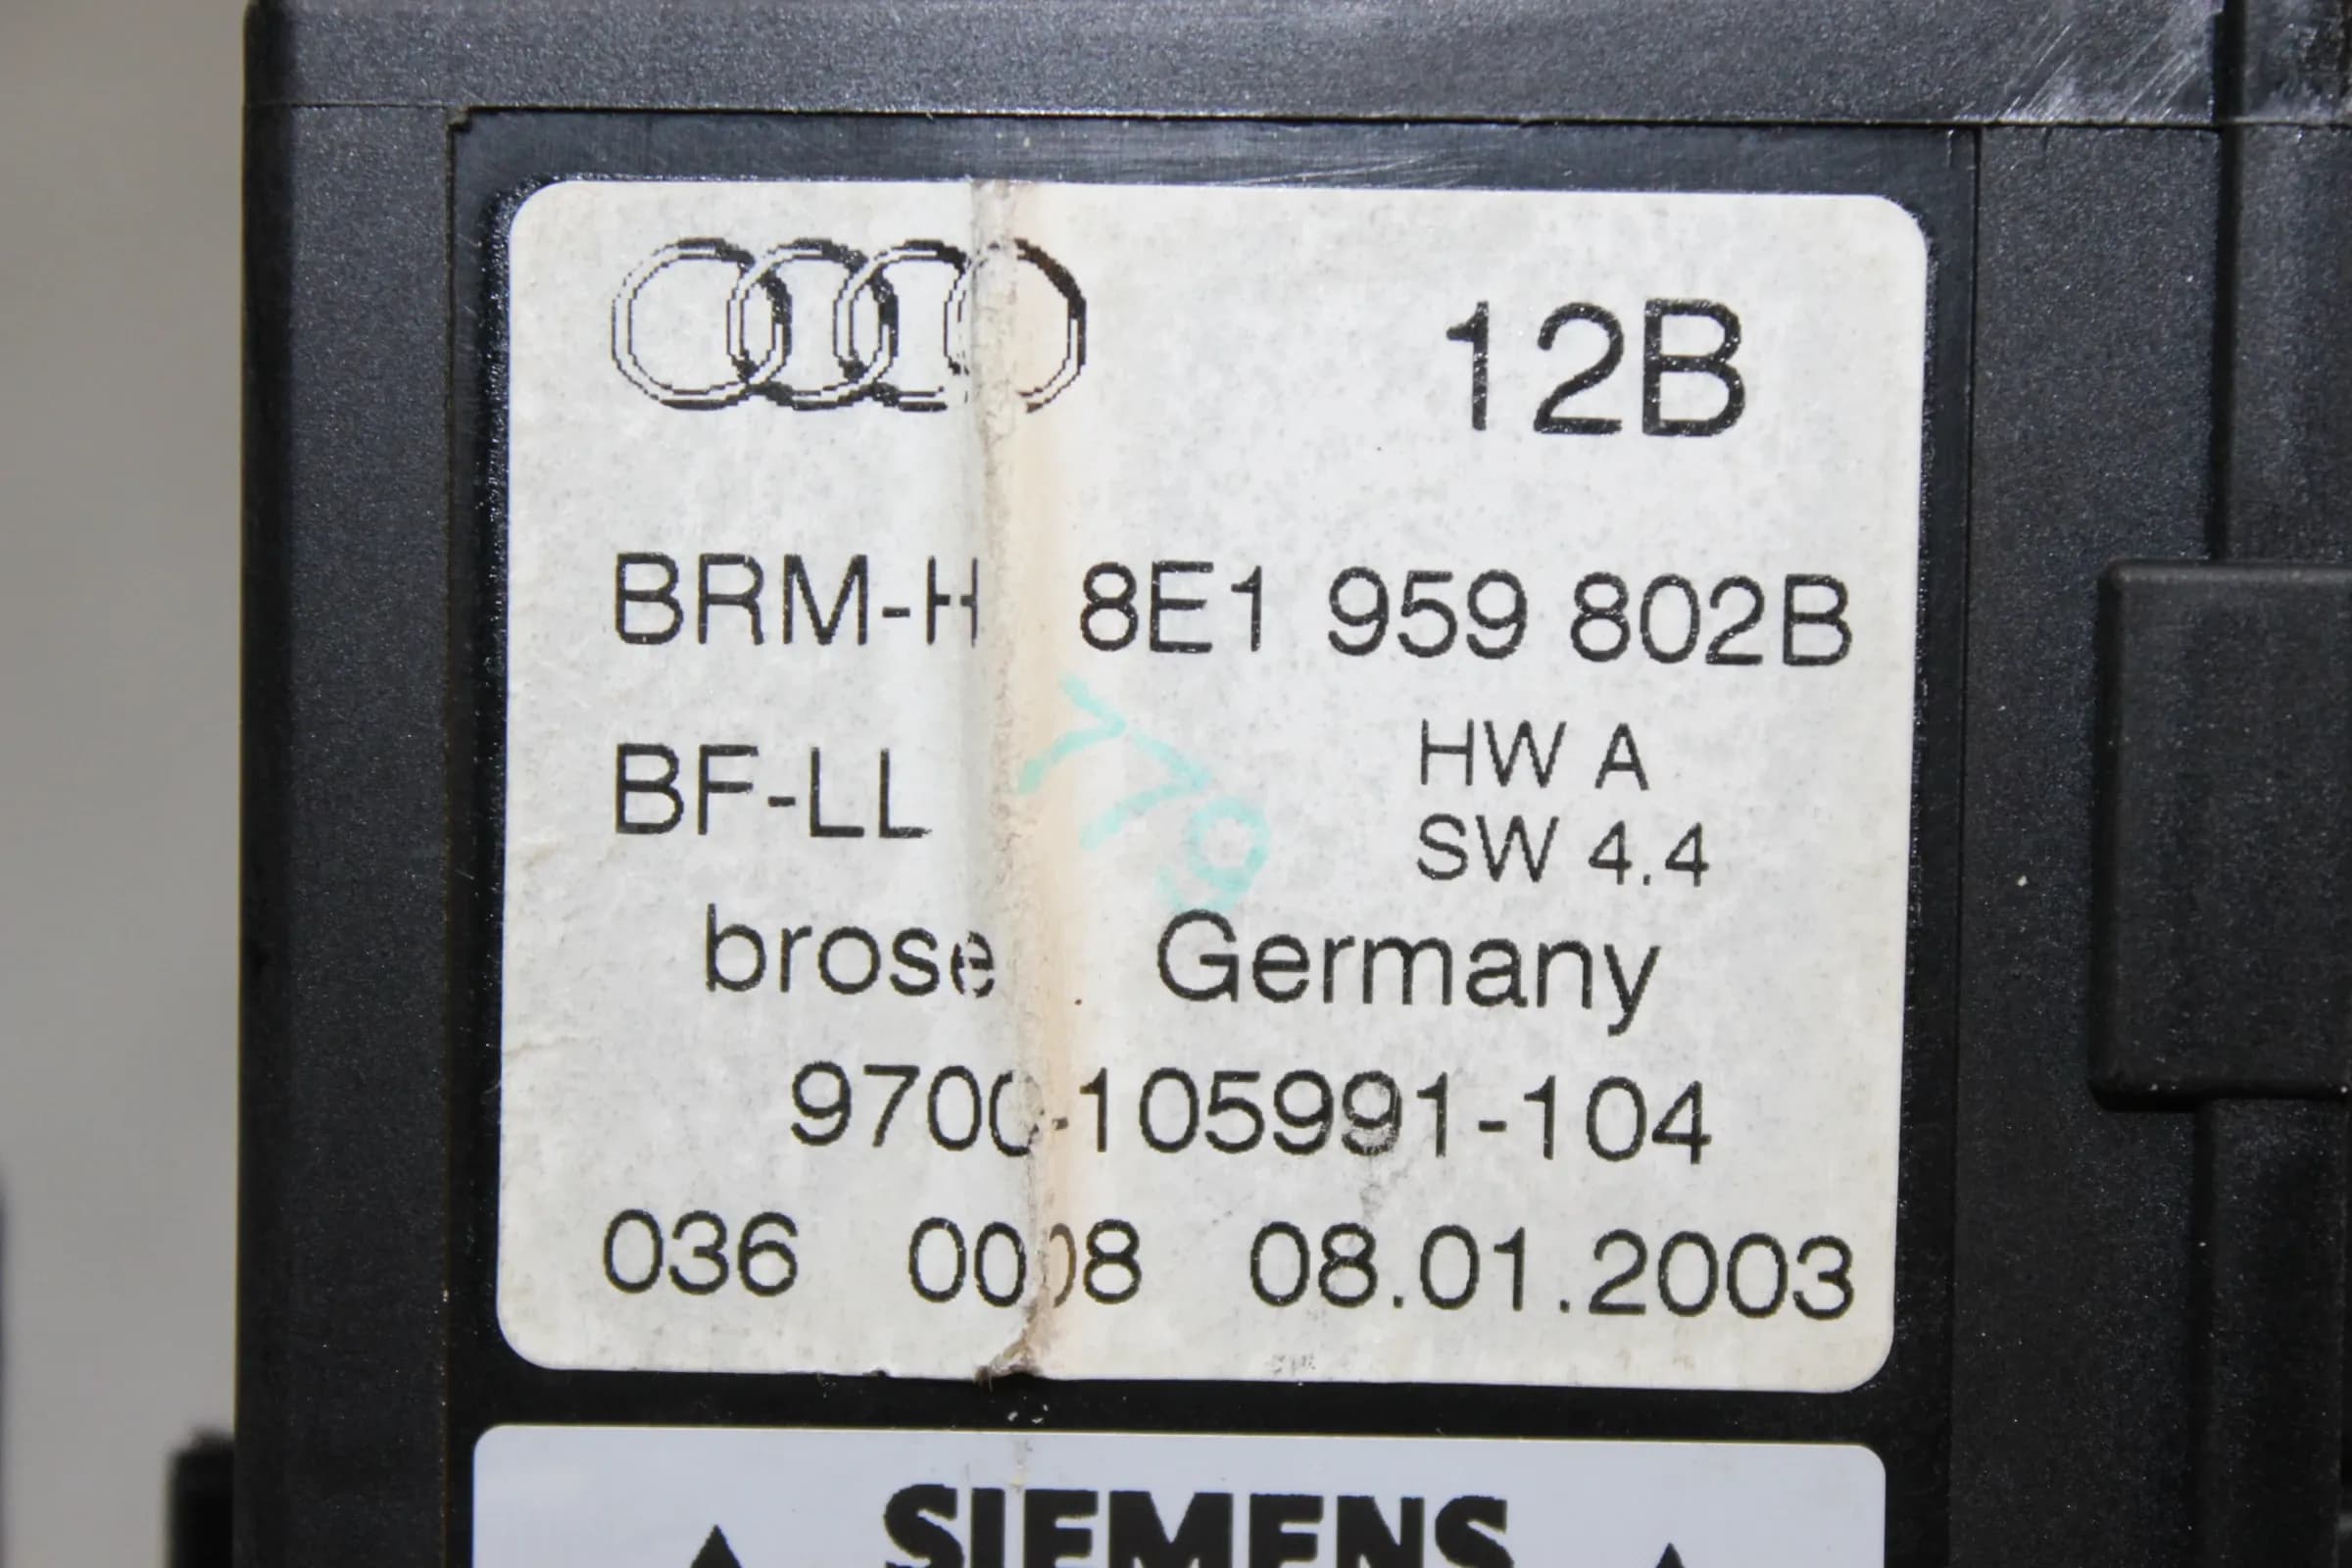 12B
BRM-H 8E1 959 802B
BF-LL HW A
SW 4.4
brose Germany
9700-105991-104
036 0008 08.01.2003
SIEMENS